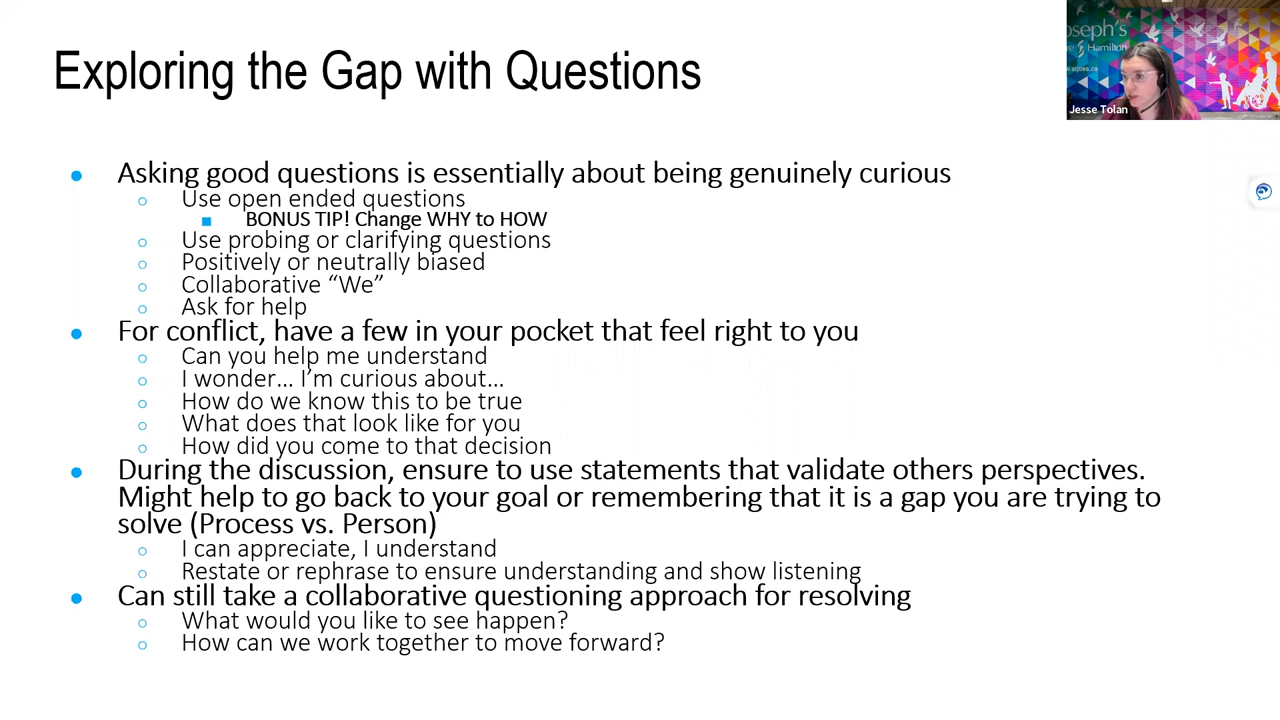 Exploring the Gap with Questions
oseph's
Hamilton
w.stjoes.ca
Jesse Tolan
Asking good questions is essentially about being genuinely curious
Use open ended questions
BONUS TIP! Change WHY to HOW
Use probing or clarifying questions
Positively or neutrally biased
Collaborative “We”
Ask for help
For conflict, have a few in your pocket that feel right to you
Can you help me understand
I wonder… I’m curious about…
How do we know this to be true
What does that look like for you
How did you come to that decision
During the discussion, ensure to use statements that validate others perspectives.
Might help to go back to your goal or remembering that it is a gap you are trying to
solve (Process vs. Person)
I can appreciate, I understand
Restate or rephrase to ensure understanding and show listening
Can still take a collaborative questioning approach for resolving
What would you like to see happen?
How can we work together to move forward?